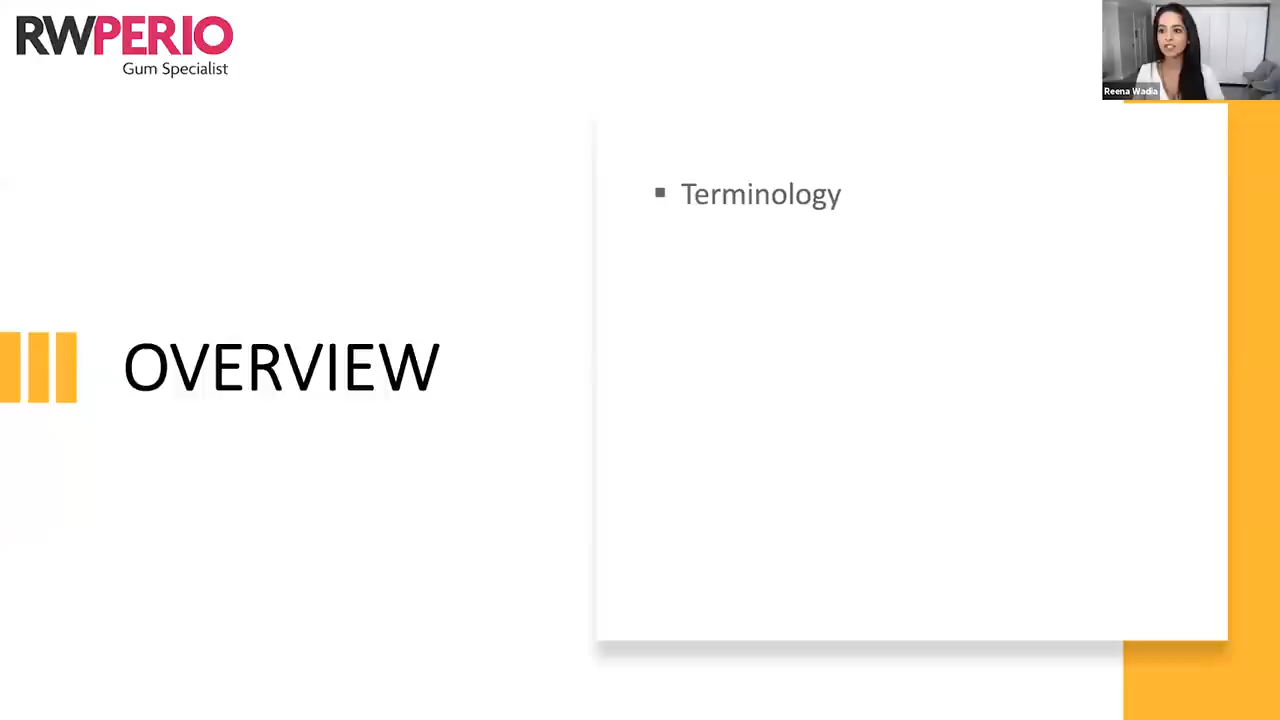 RWPERIO
Gum Specialist
Reena Wadia
Terminology
OVERVIEW